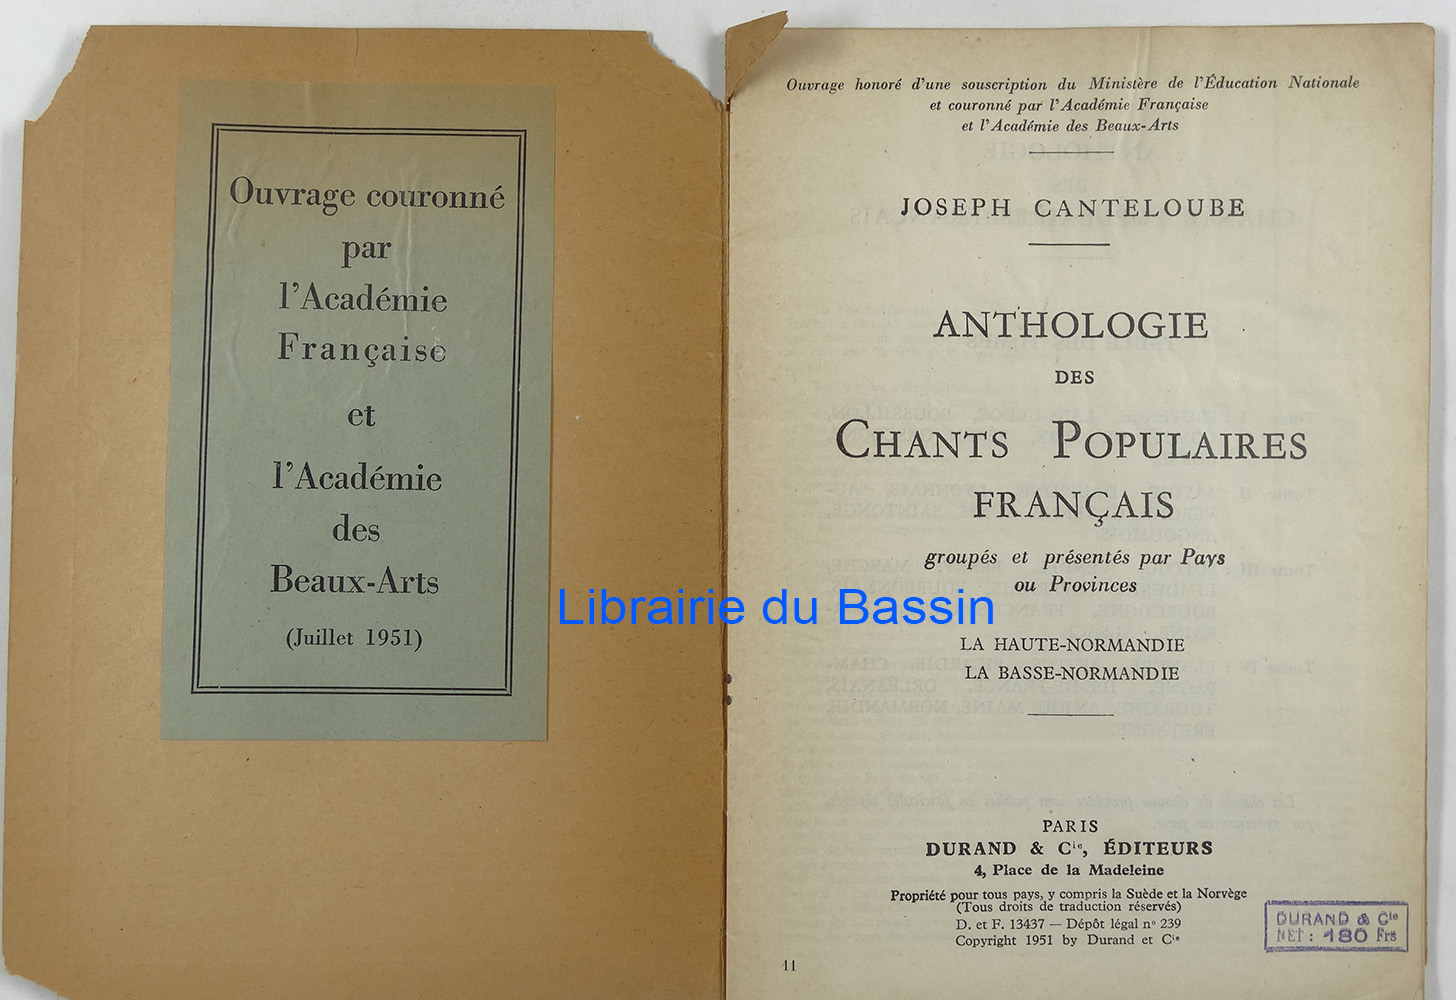 Ouvrage couronné
par
l'Académie
Française
et
l'Académie
des
Beaux-Arts
(Juillet 1951)
Ouvrage honoré d'une souscription du Ministère de l'Éducation Nationale
et couronné par l'Académie Française
et l'Académie des Beaux-Arts
JOSEPH CANTELOUBE
ANTHOLOGIE
DES
CHANTS POPULAIRES
FRANÇAIS
groupés et présentés par Pays
ou Provinces
Librairie du Bassin
LA HAUTE-NORMANDIE
LA BASSE-NORMANDIE
PARIS
DURAND & Cie, ÉDITEURS
4, Place de la Madeleine
Propriété pour tous pays, y compris la Suède et la Norvège
(Tous droits de traduction réservés)
D. et F. 13437 — Dépôt légal no 239
Copyright 1951 by Durand et Cie
DURAND & Cie
NET : 180 Frs
11